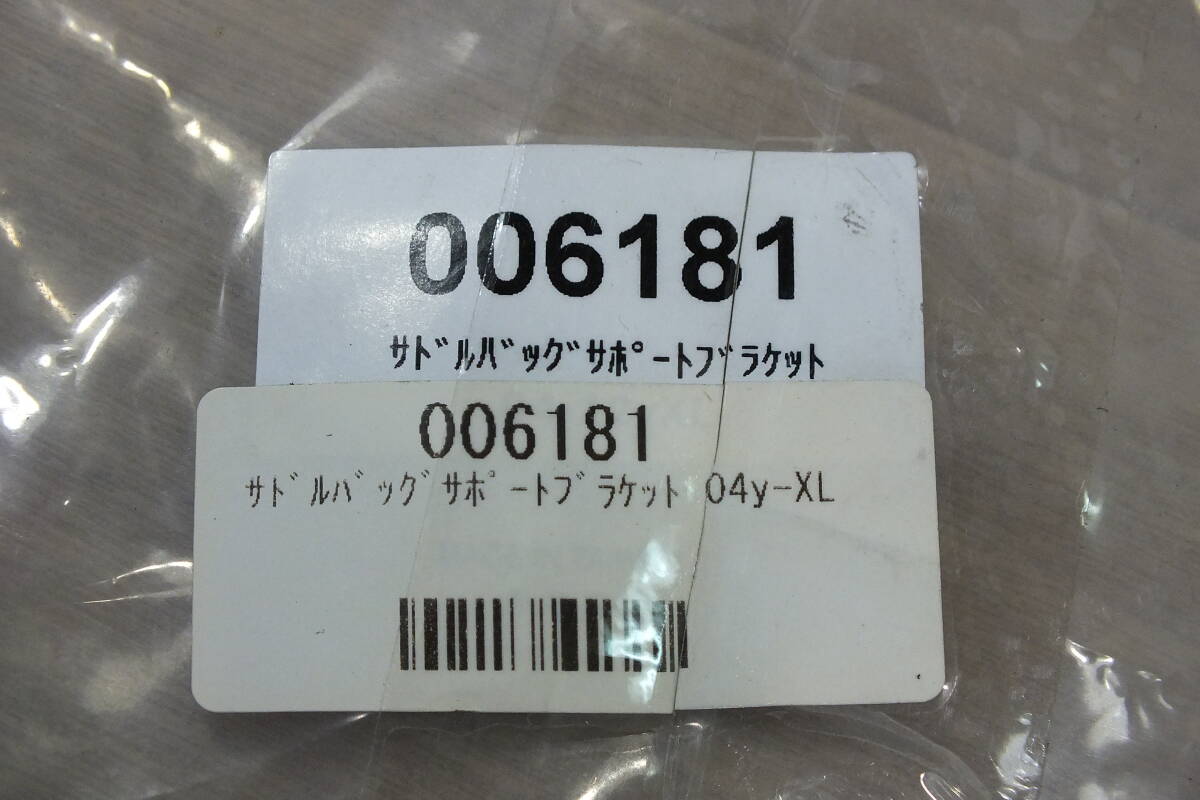 006181
ｻﾄﾞﾙﾊﾞｯｸﾞｻﾎﾟｰﾄﾌﾞﾗｹｯﾄ
006181
ｻﾄﾞﾙﾊﾞｯｸﾞｻﾎﾟｰﾄﾌﾞﾗｹｯﾄ 04y-XL